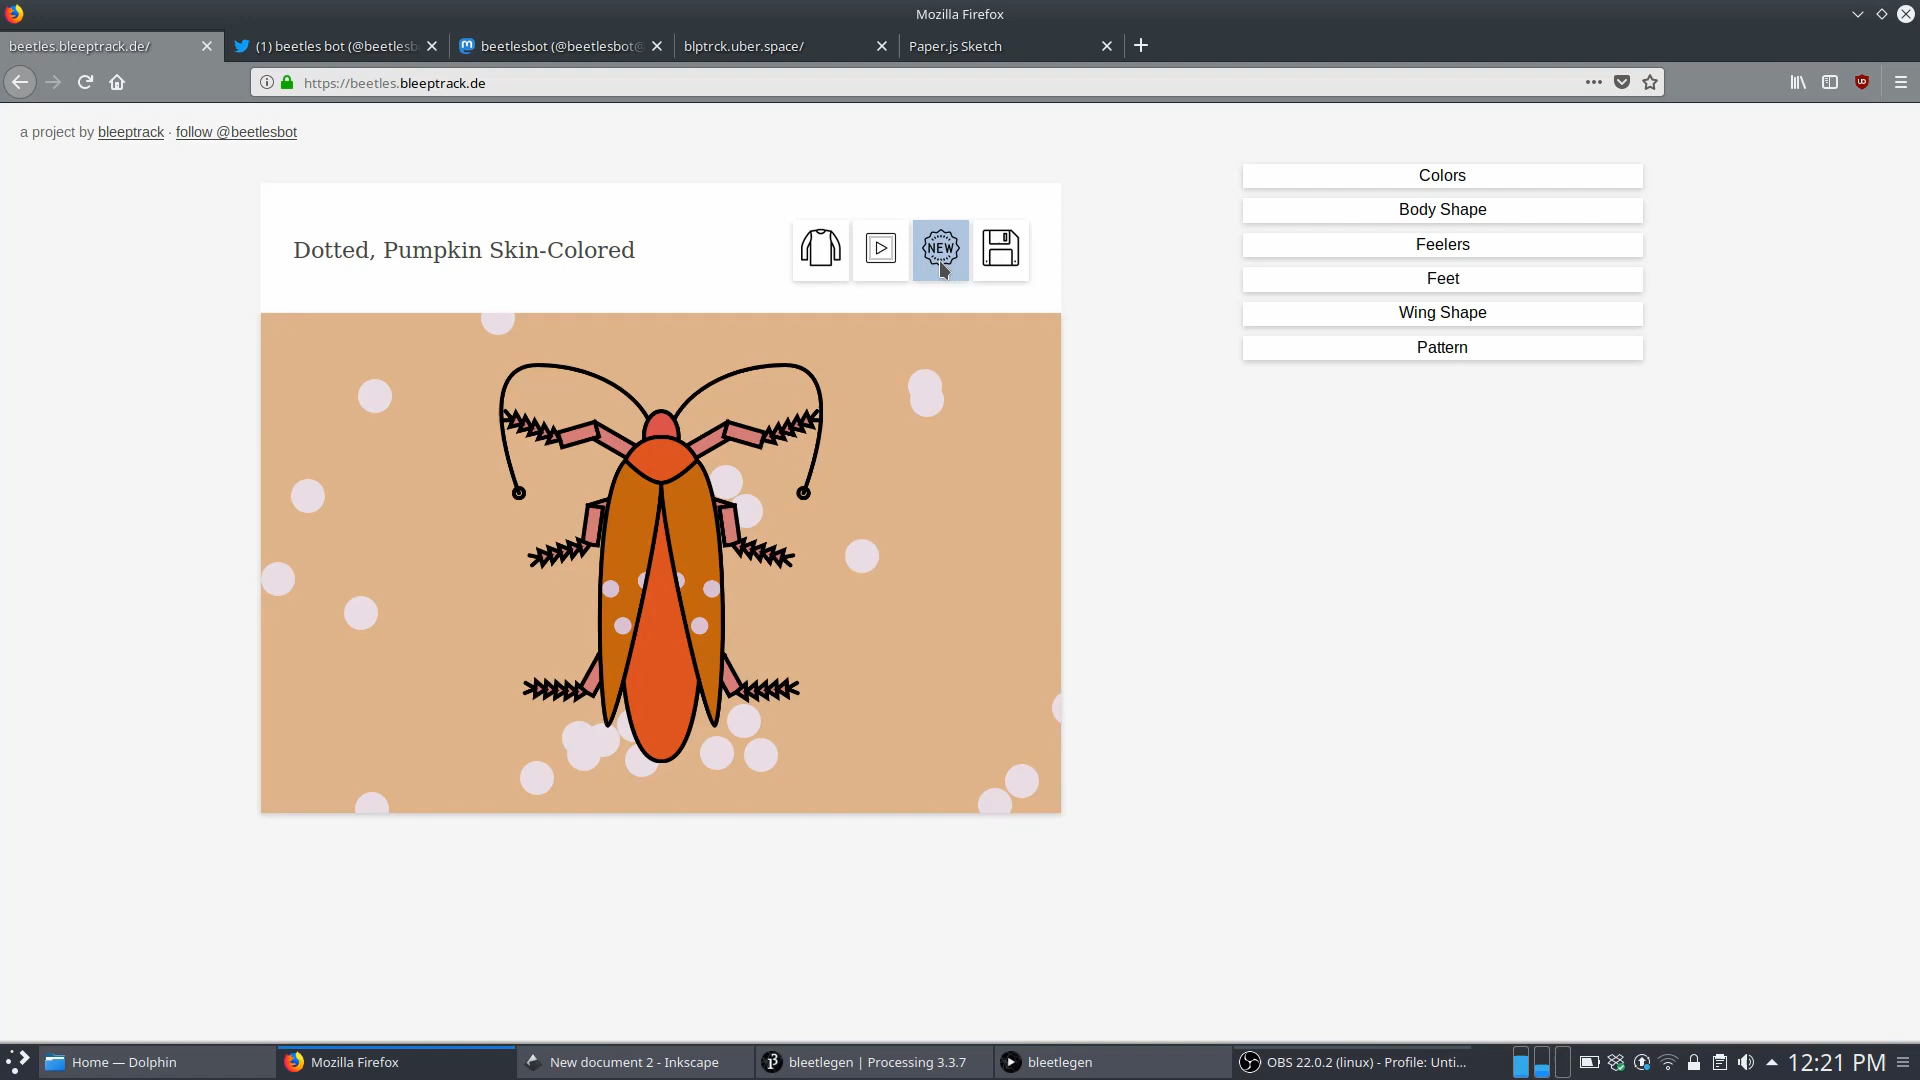 Mozilla Firefox
beetles.bleeptrack.de/
(1) beetles bot (@beetlesb
beetlesbot (@beetlesbot@
blptrck.uber.space/
Paper.js Sketch
https://beetles.bleeptrack.de
a project by bleeptrack · follow @beetlesbot
Dotted, Pumpkin Skin-Colored
NEW
Colors
Body Shape
Feelers
Feet
Wing Shape
Pattern
Home — Dolphin
Mozilla Firefox
New document 2 - Inkscape
bleetlegen | Processing 3.3.7
bleetlegen
OBS 22.0.2 (linux) - Profile: Unti...
12:21 PM